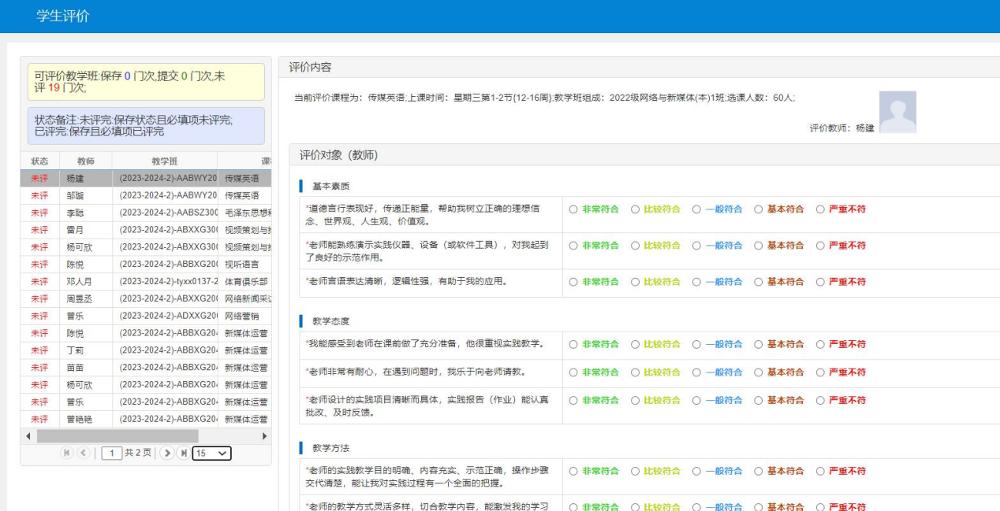 学生评价
可评价教学班:保存 0 门次,提交 0 门次,未
评 19 门次;
状态备注:未评完:保存状态且必填项未评完;
已评完:保存且必填项已评完
状态 教师 教学班 课
未评 杨建 (2023-2024-2)-AABWY20 传媒英语
未评 邹璇 (2023-2024-2)-AABWY20 传媒英语
未评 李聪 (2023-2024-2)-AABSZ300 毛泽东思想
未评 雷月 (2023-2024-2)-ABXXG300 视频策划与
未评 杨可欣 (2023-2024-2)-ABXXG300 视频策划与
未评 陈悦 (2023-2024-2)-ABBXG200 视听语言
未评 邓人月 (2023-2024-2)-tyxx0137-2 体育俱乐部
未评 周昱丞 (2023-2024-2)-ABXXG200 网络新闻采
未评 曾乐 (2023-2024-2)-ADXXG200 网络营销
未评 陈悦 (2023-2024-2)-ABBXG204 新媒体运营
未评 丁莉 (2023-2024-2)-ABBXG204 新媒体运营
未评 苗苗 (2023-2024-2)-ABBXG204 新媒体运营
未评 杨可欣 (2023-2024-2)-ABBXG204 新媒体运营
未评 曾乐 (2023-2024-2)-ABBXG204 新媒体运营
未评 曾艳艳 (2023-2024-2)-ABBXG204 新媒体运营
1 共 2 页 15
评价内容
当前评价课程为：传媒英语;上课时间：星期三第1-2节{12-16周};教学班组成：2022级网络与新媒体(本)1班;选课人数：60人;
评价教师：杨建
评价对象（教师）
基本素质
*道德言行表现好，传递正能量，帮助我树立正确的理想信
念、世界观、人生观、价值观。
非常符合 比较符合 一般符合 基本符合 严重不符
*老师能熟练演示实践仪器、设备（或软件工具），对我起到
了良好的示范作用。
非常符合 比较符合 一般符合 基本符合 严重不符
*老师言语表达清晰，逻辑性强，有助于我的应用。
非常符合 比较符合 一般符合 基本符合 严重不符
教学态度
*我能感受到老师在课前做了充分准备，他很重视实践教学。
非常符合 比较符合 一般符合 基本符合 严重不符
*老师非常有耐心，在遇到问题时，我乐于向老师请教。
非常符合 比较符合 一般符合 基本符合 严重不符
*老师设计的实践项目清晰而具体，实践报告（作业）能认真
批改、及时反馈。
非常符合 比较符合 一般符合 基本符合 严重不符
教学方法
*老师的实践教学目的明确、内容充实、示范正确，操作步骤
交代清楚，能让我对实践过程有一个全面的把握。
非常符合 比较符合 一般符合 基本符合 严重不符
*老师的教学方式灵活多样，切合教学内容，能激发我的学习
非常符合 比较符合 一般符合 基本符合 严重不符